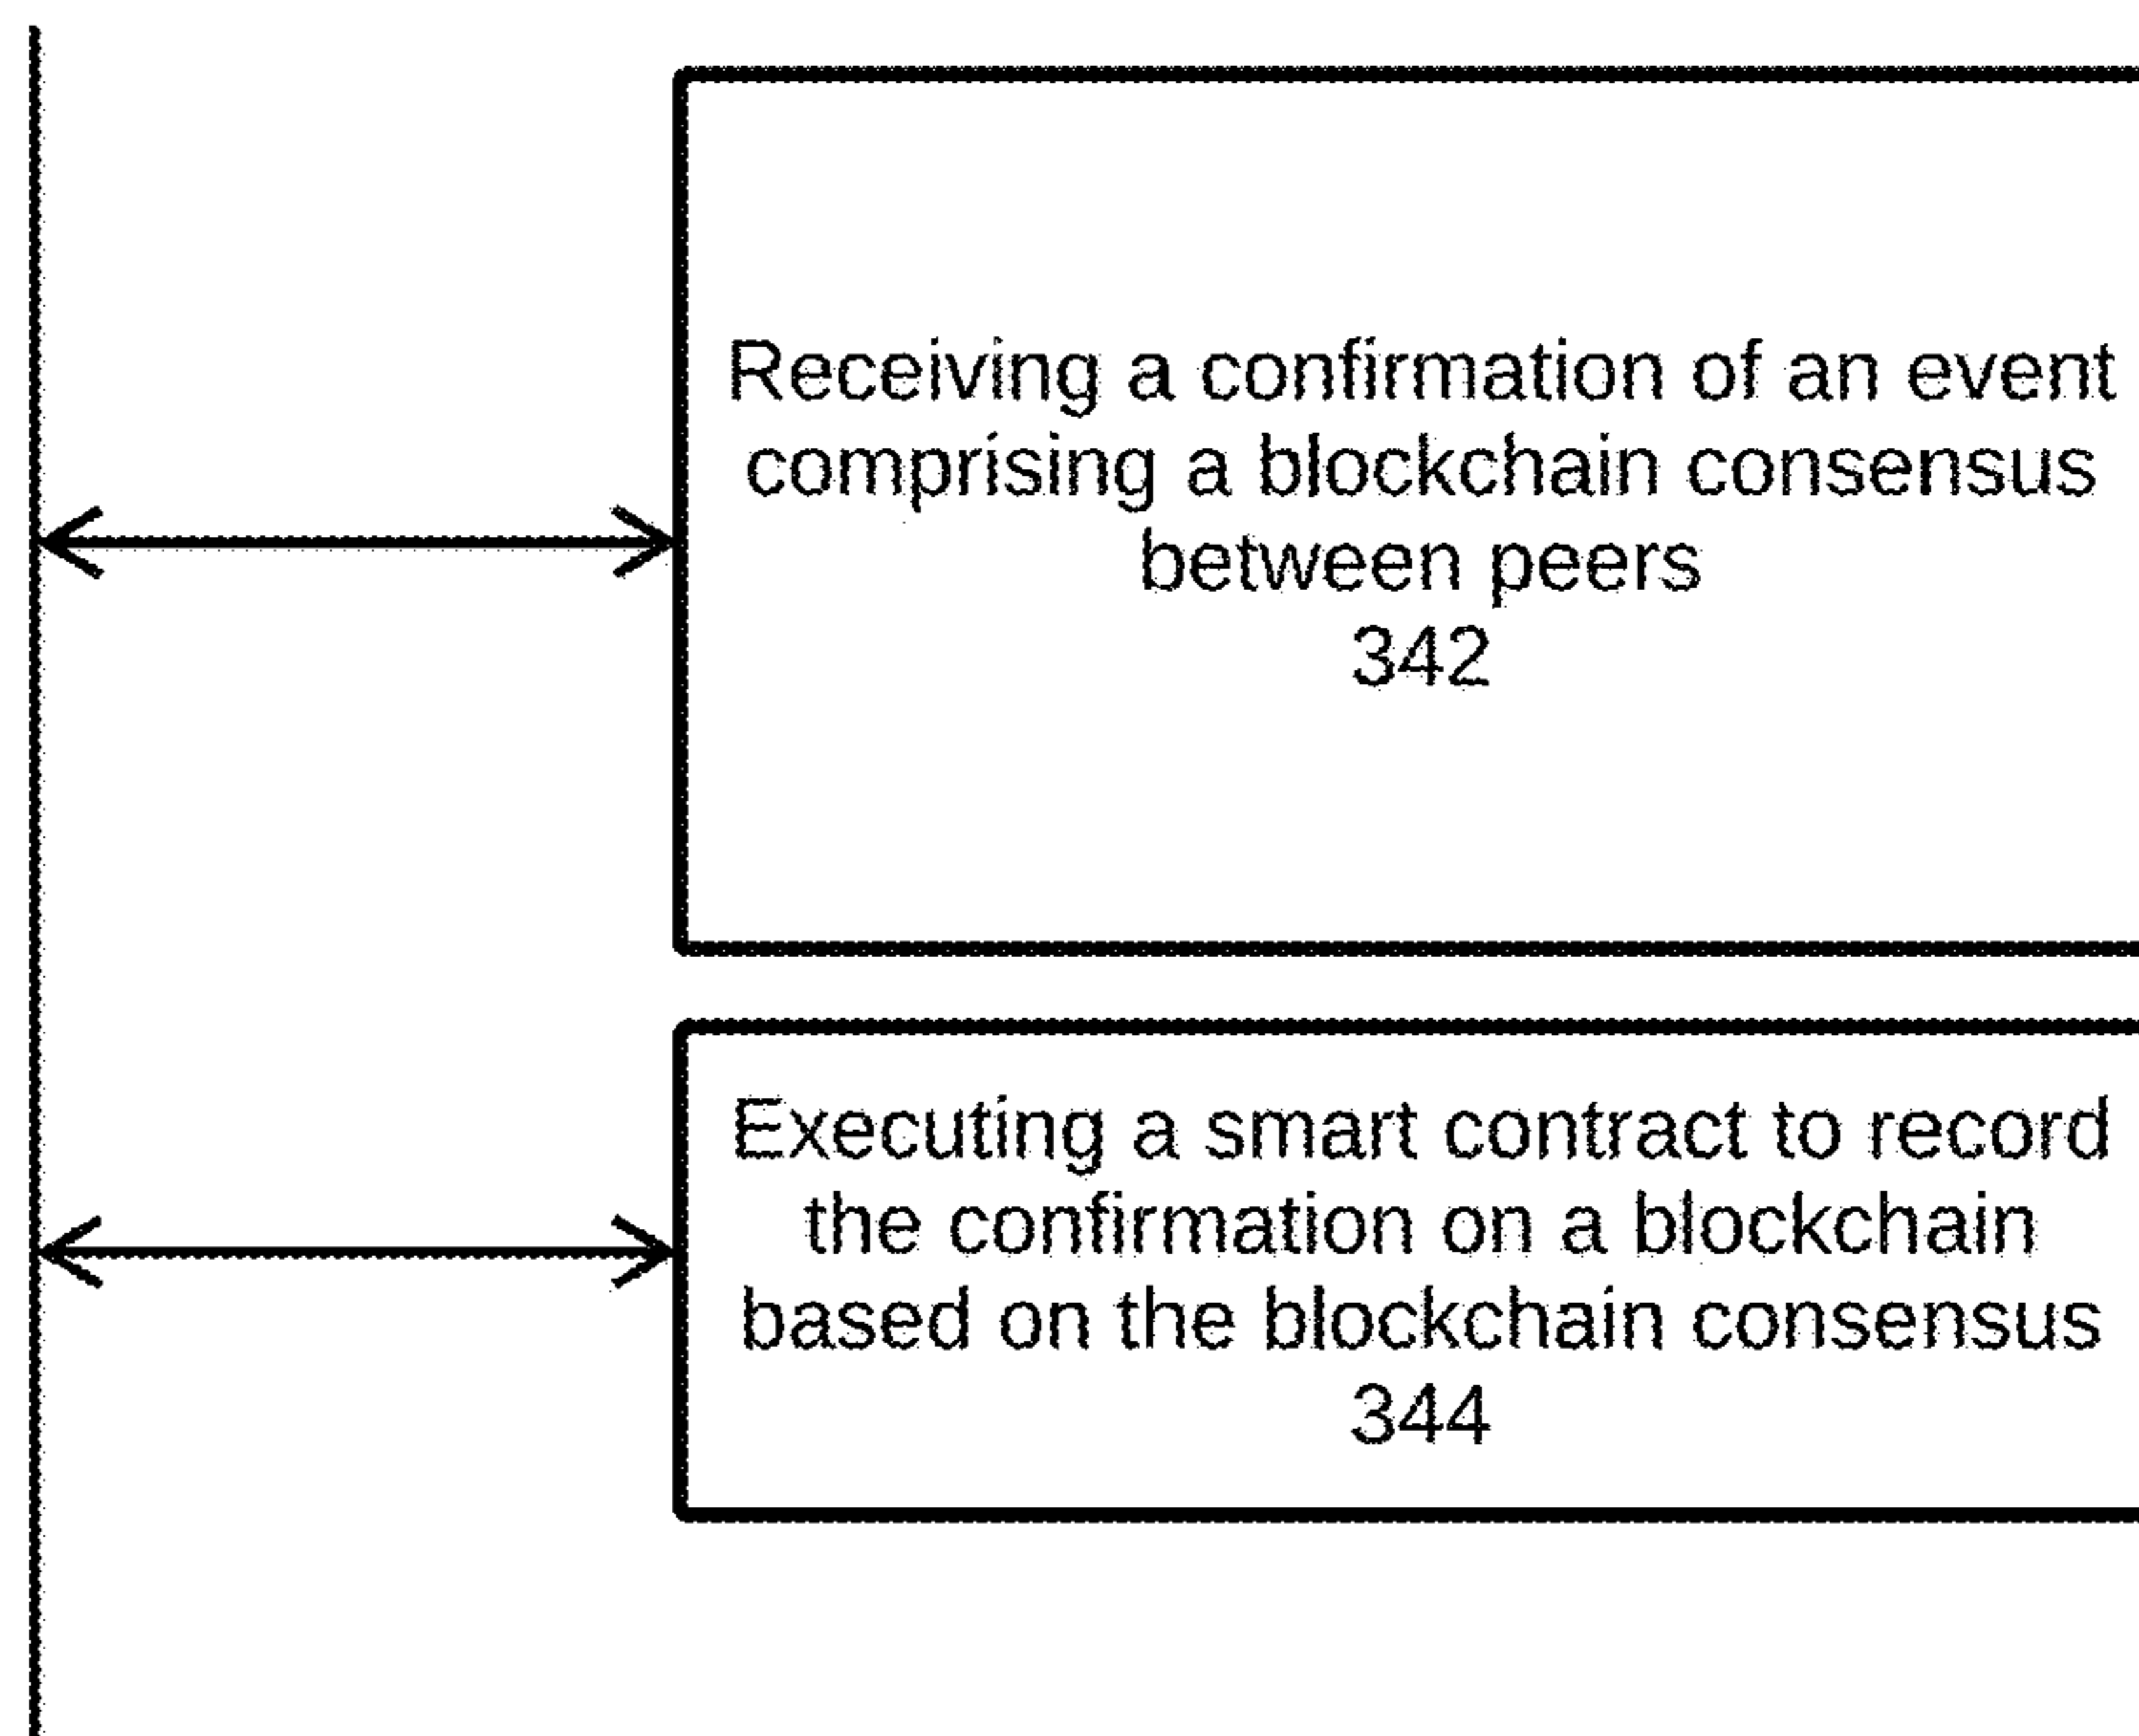 Receiving a confirmation of an event
comprising a blockchain consensus
between peers
342
Executing a smart contract to record
the confirmation on a blockchain
based on the blockchain consensus
344